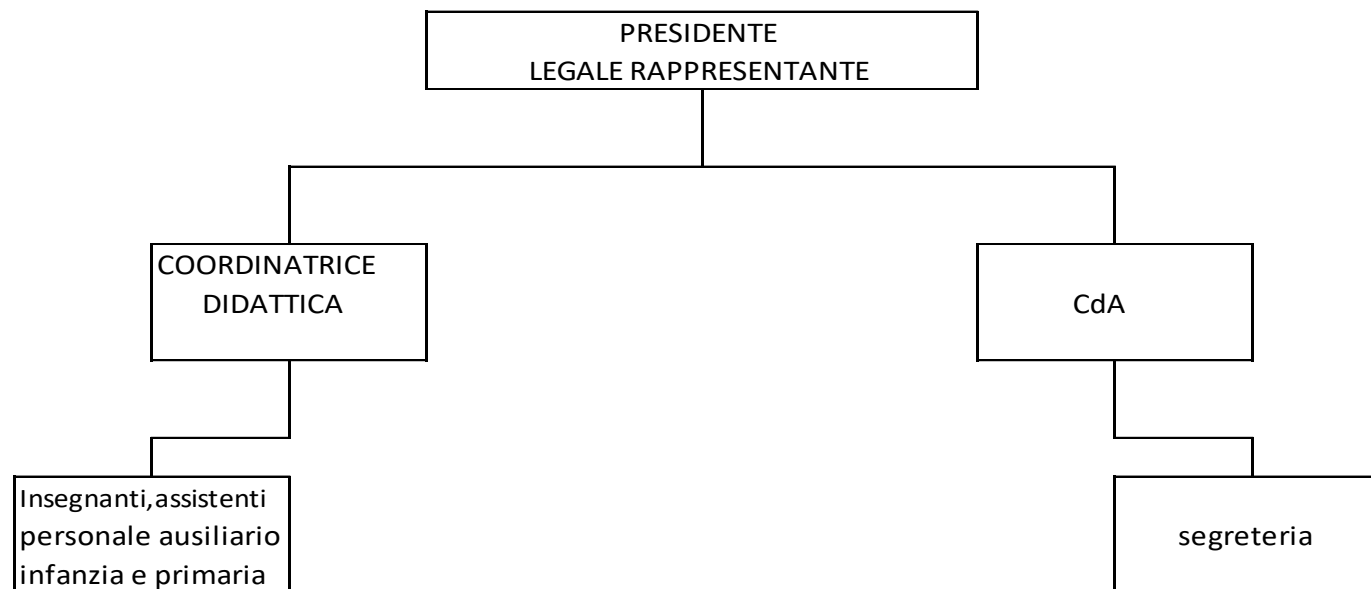 PRESIDENTE
LEGALE RAPPRESENTANTE
COORDINATRICE
DIDATTICA
CdA
Insegnanti,assistenti
personale ausiliario
infanzia e primaria
segreteria